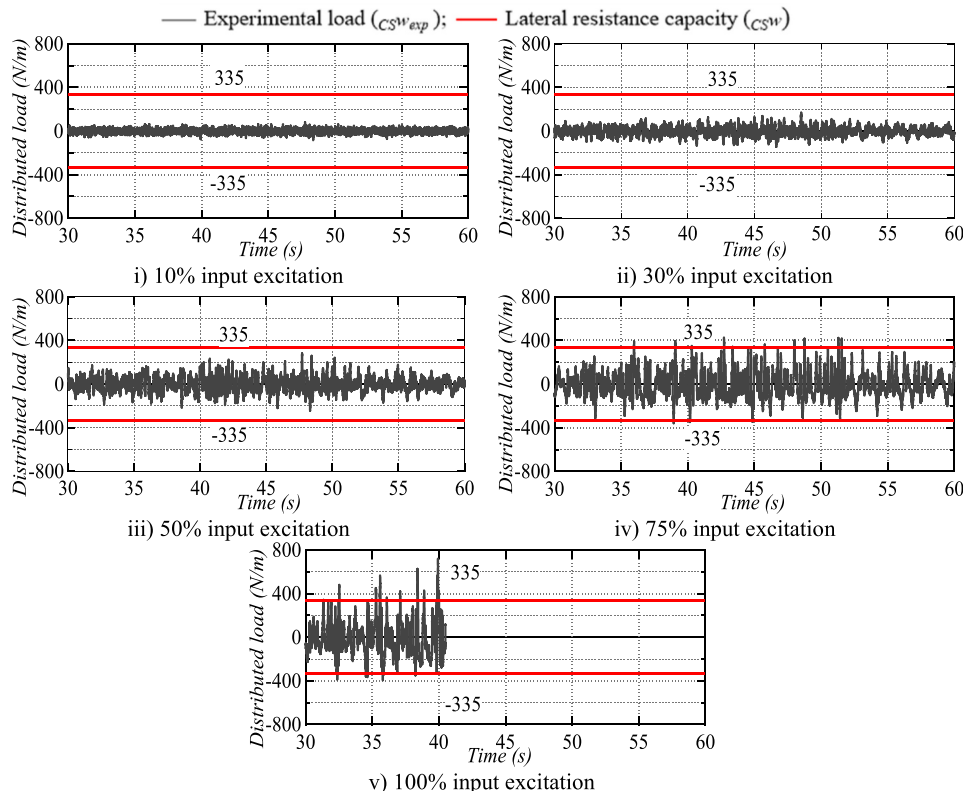 Experimental load (CSwexp); Lateral resistance capacity (CSw)
Distributed load (N/m)
800
400
0
-400
-800
335
-335
30 35 40 45 50 55 60
Time (s)
i) 10% input excitation
Distributed load (N/m)
800
400
0
-400
-800
335
-335
30 35 40 45 50 55 60
Time (s)
ii) 30% input excitation
Distributed load (N/m)
800
400
0
-400
-800
335
-335
30 35 40 45 50 55 60
Time (s)
iii) 50% input excitation
Distributed load (N/m)
800
400
0
-400
-800
335
-335
30 35 40 45 50 55 60
Time (s)
iv) 75% input excitation
Distributed load (N/m)
800
400
0
-400
-800
335
-335
30 35 40 45 50 55 60
Time (s)
v) 100% input excitation